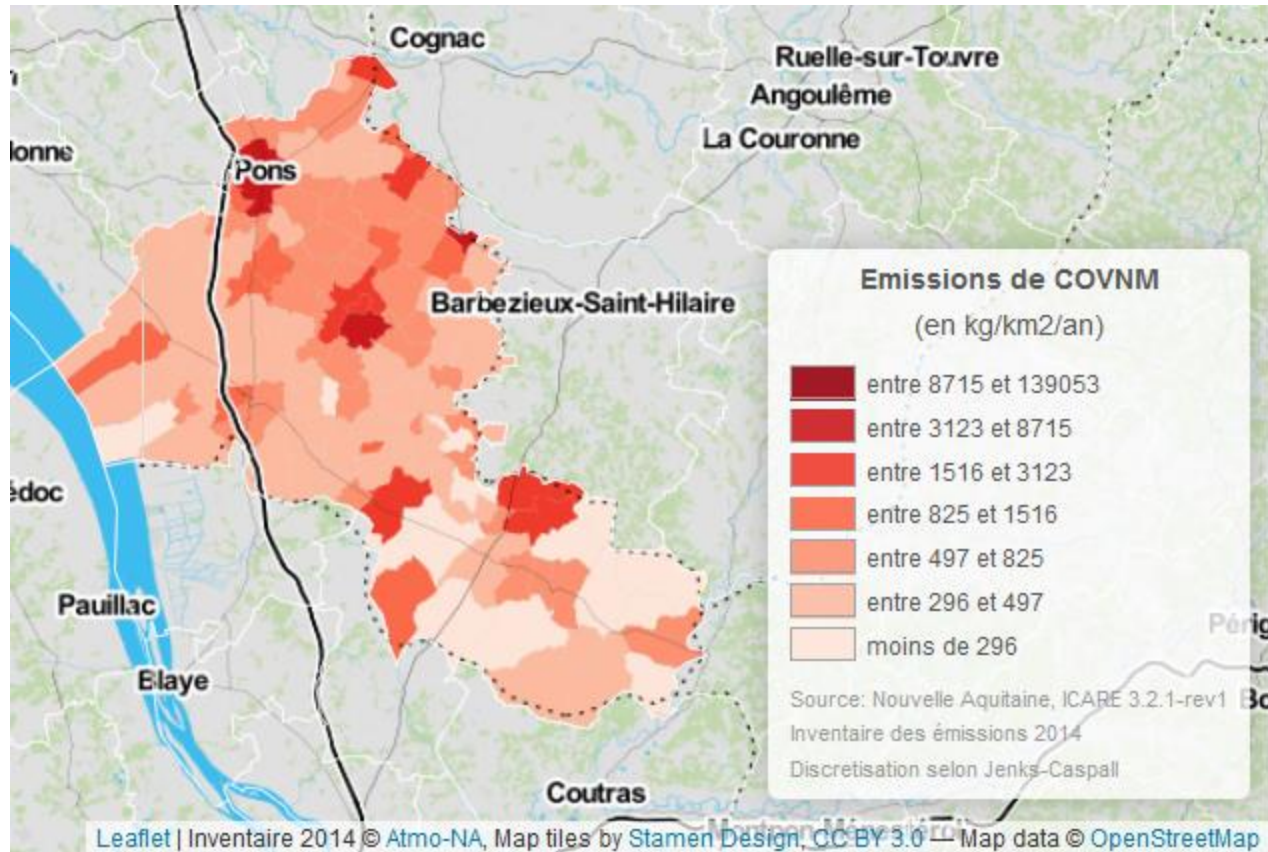 Cognac
Ruelle-sur-Touvre
Angoulême
La Couronne
Pons
Barbezieux-Saint-Hilaire
Emissions de COVNM
(en kg/km2/an)
entre 8715 et 139053
entre 3123 et 8715
entre 1516 et 3123
entre 825 et 1516
entre 497 et 825
entre 296 et 497
moins de 296
Source: Nouvelle Aquitaine, ICARE 3.2.1-rev1
Inventaire des émissions 2014
Discretisation selon Jenks-Caspall
édoc
Pauillac
Blaye
Périg
Bo
Coutras
Leaflet | Inventaire 2014 © Atmo-NA, Map tiles by Stamen Design, CC BY 3.0 — Map data © OpenStreetMap